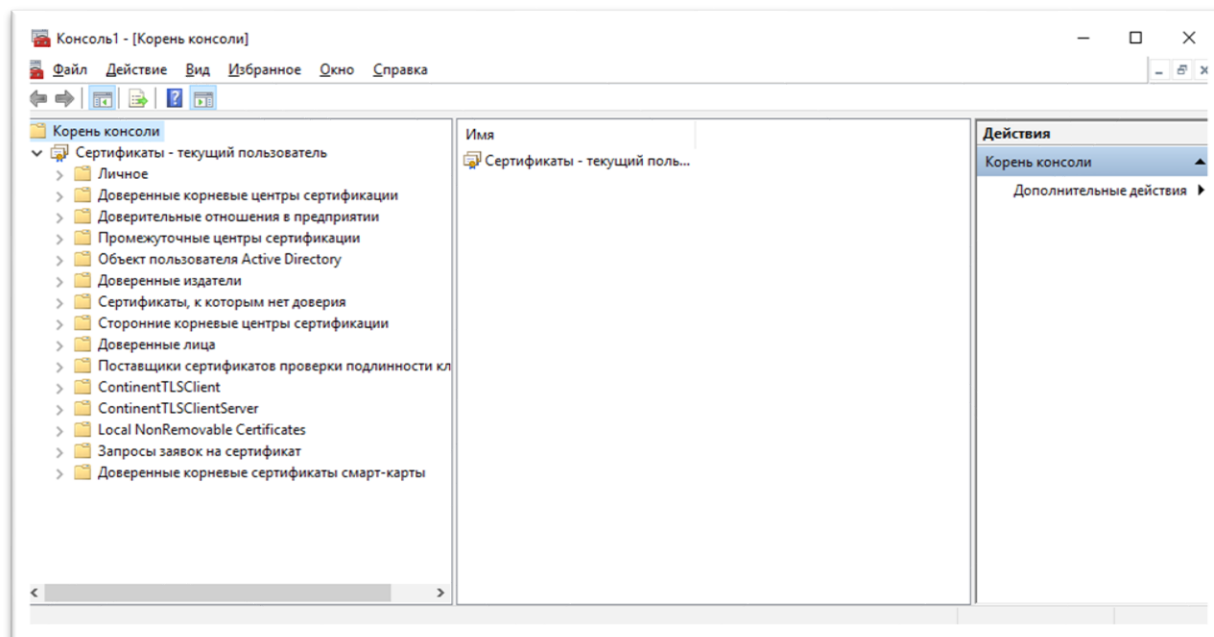 Консоль1 - [Корень консоли]
Файл Действие Вид Избранное Окно Справка
Корень консоли
Сертификаты - текущий пользователь
Личное
Доверенные корневые центры сертификации
Доверительные отношения в предприятии
Промежуточные центры сертификации
Объект пользователя Active Directory
Доверенные издатели
Сертификаты, к которым нет доверия
Сторонние корневые центры сертификации
Доверенные лица
Поставщики сертификатов проверки подлинности кл
ContinentTLSClient
ContinentTLSClientServer
Local NonRemovable Certificates
Запросы заявок на сертификат
Доверенные корневые сертификаты смарт-карты
Имя
Сертификаты - текущий поль...
Действия
Корень консоли
Дополнительные действия